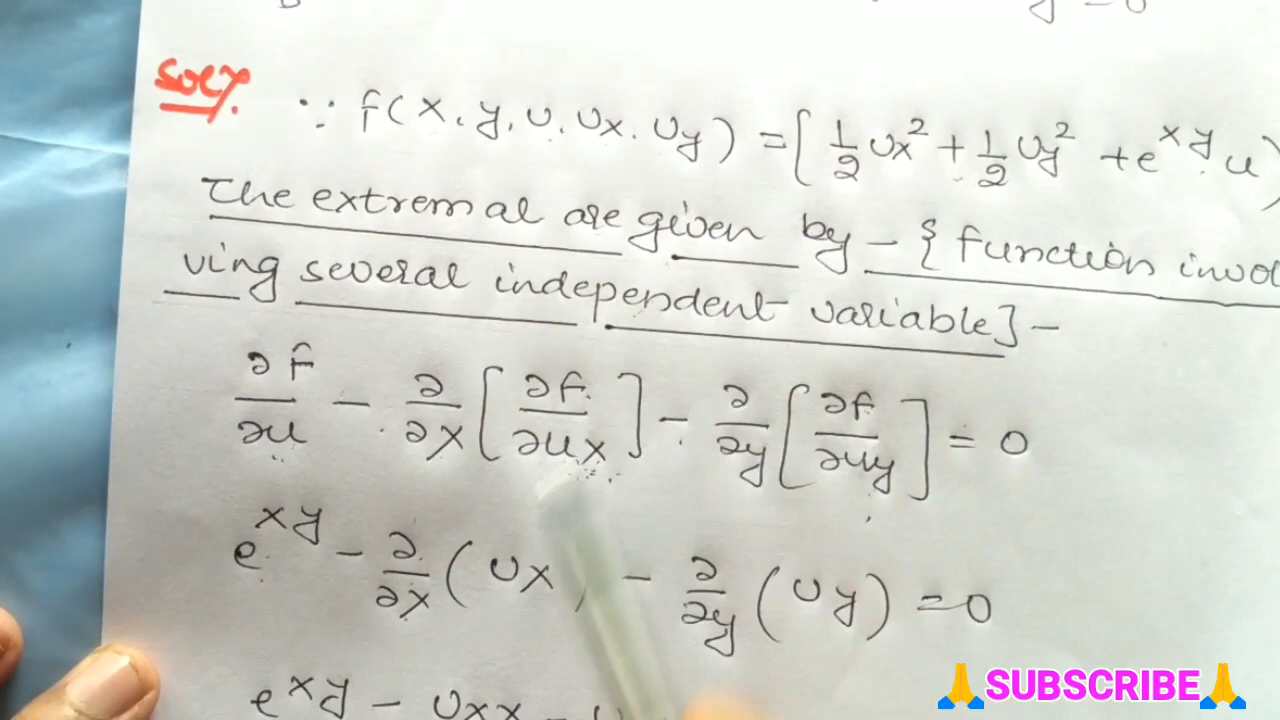 Soln.
∵ f(x, y, u, ux, uy) = [1/2 ux² + 1/2 uy² + e^xy u]
The extremal are given by - {function invol
ving several independent variable] -
∂f/∂u - ∂/∂x [∂f/∂ux] - ∂/∂y [∂f/∂uy] = 0
e^xy - ∂/∂x (ux) - ∂/∂y (uy) = 0
e^xy - uxx -
🙏SUBSCRIBE🙏